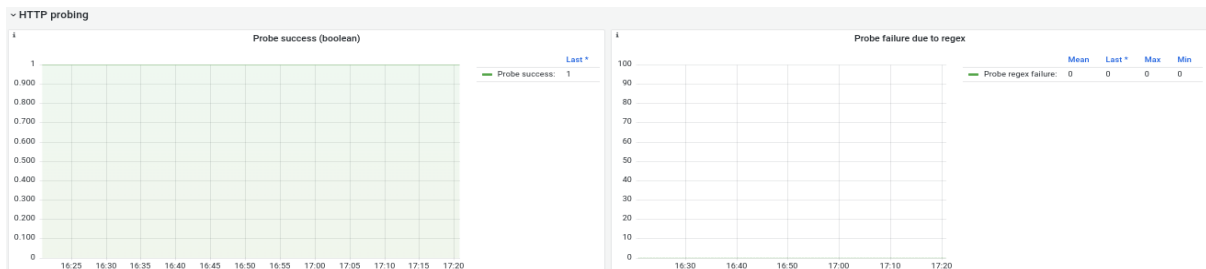 HTTP probing
i
Probe success (boolean)
Last *
Probe success: 1
1
0.900
0.800
0.700
0.600
0.500
0.400
0.300
0.200
0.100
0
16:25 16:30 16:35 16:40 16:45 16:50 16:55 17:00 17:05 17:10 17:15 17:20
i
Probe failure due to regex
Mean Last * Max Min
Probe regex failure: 0 0 0 0
100
90
80
70
60
50
40
30
20
10
0
16:30 16:40 16:50 17:00 17:10 17:20